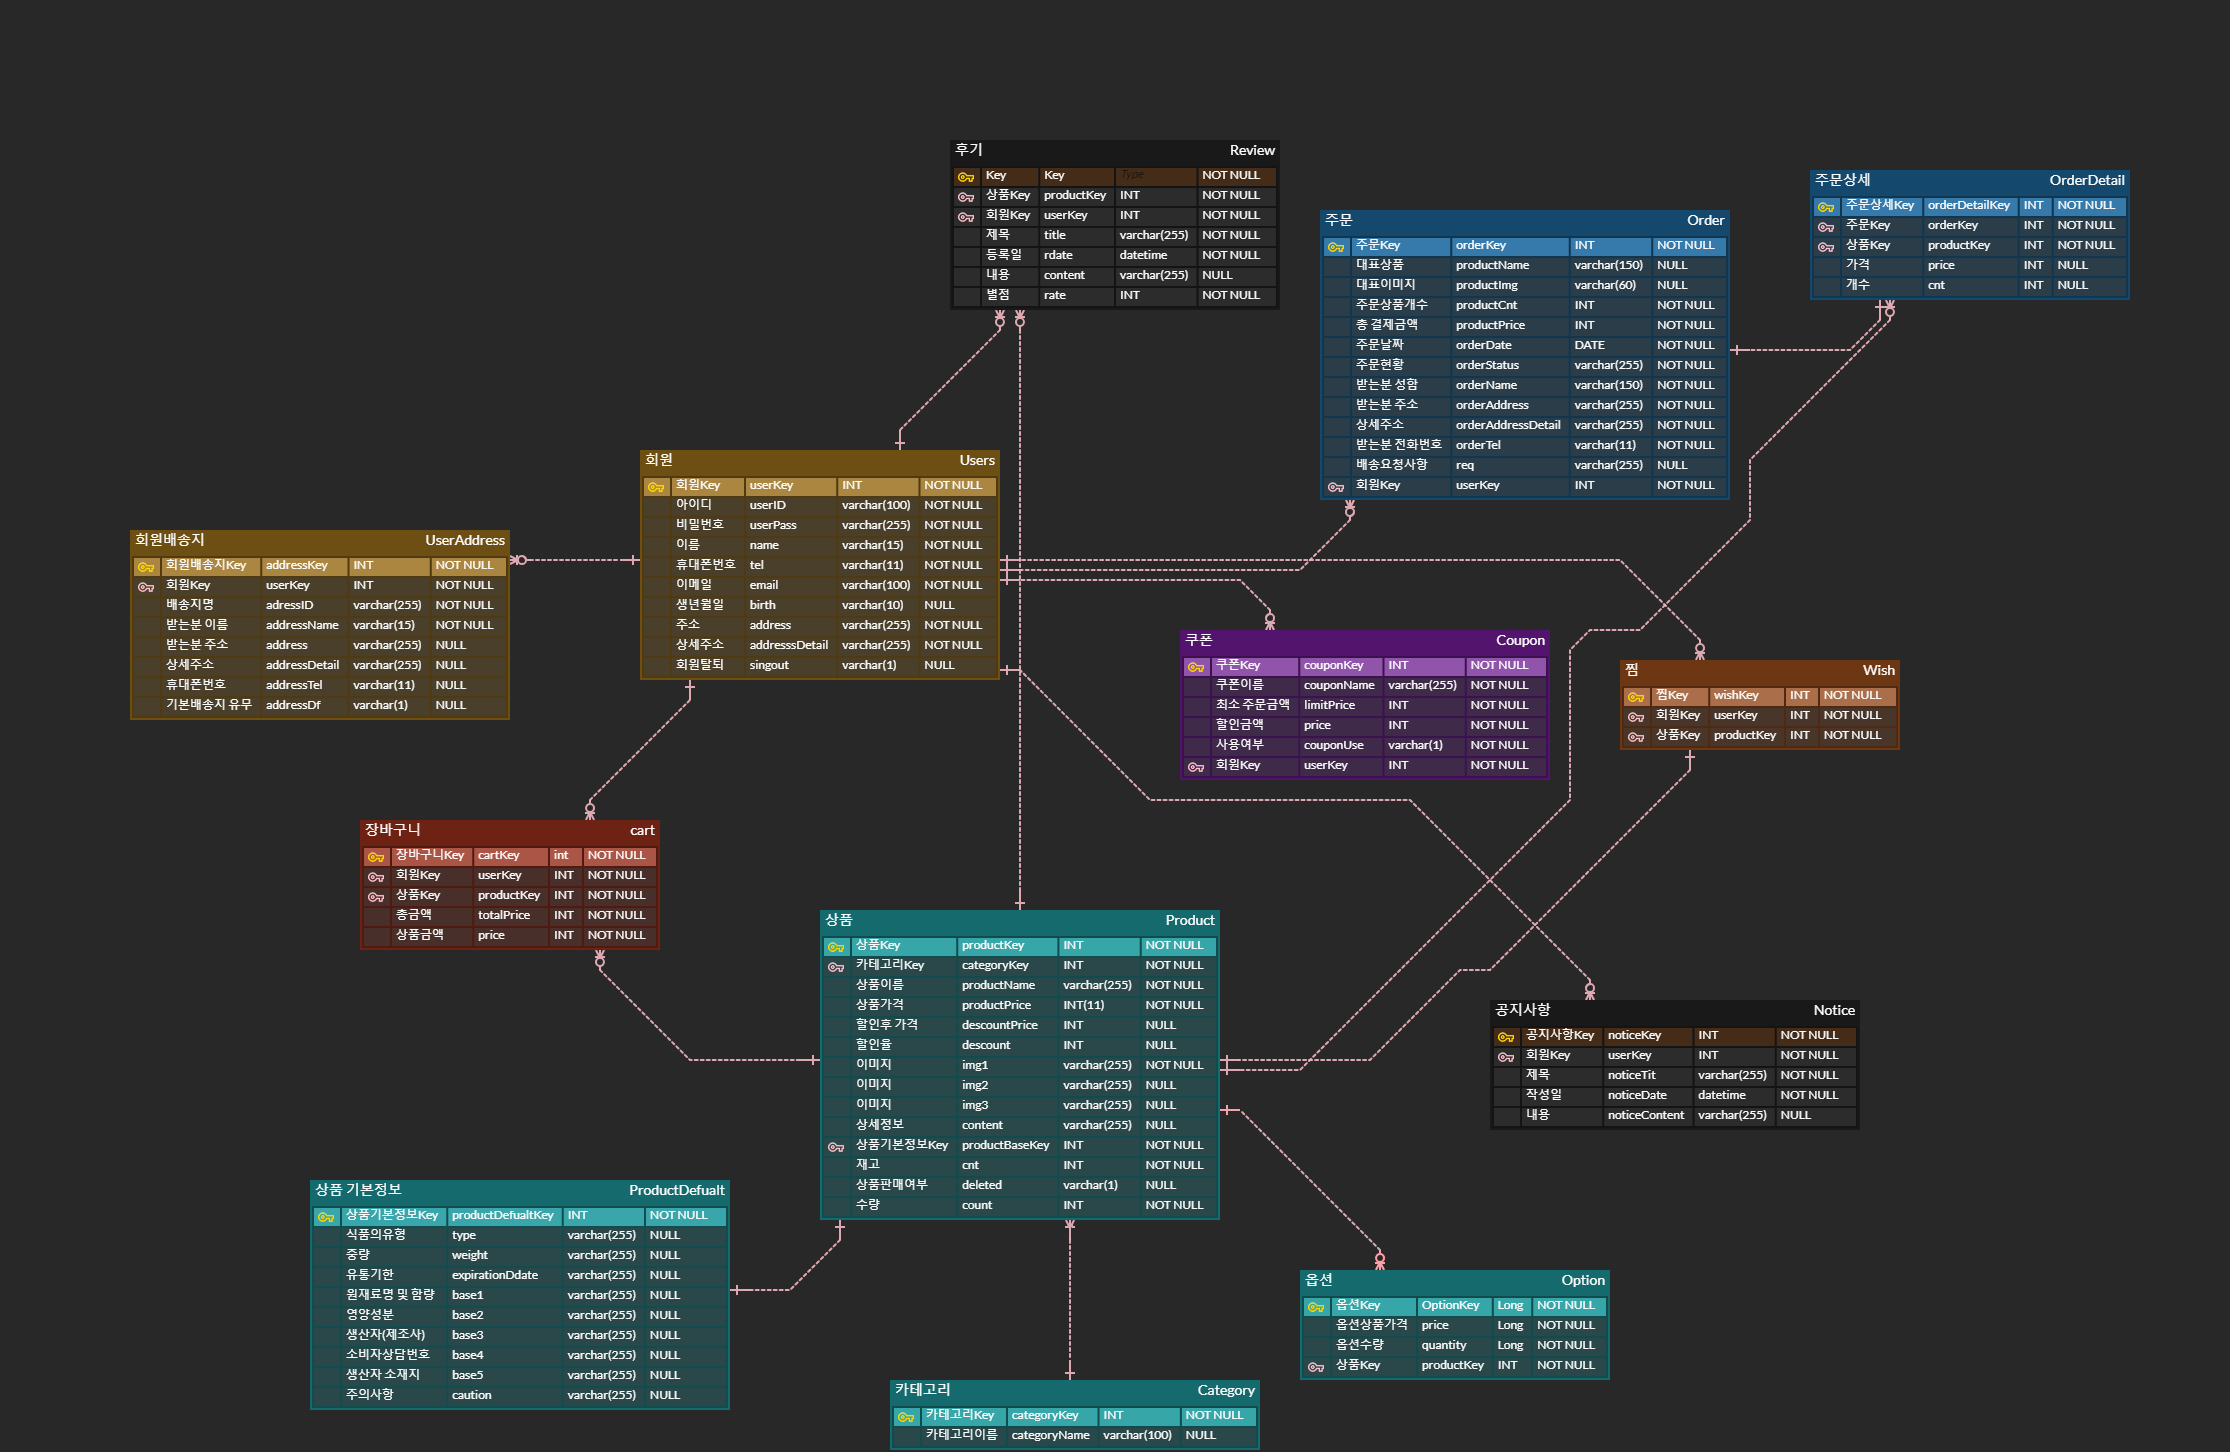 후기 Review
Key Key Type NOT NULL
상품Key productKey INT NOT NULL
회원Key userKey INT NOT NULL
제목 title varchar(255) NOT NULL
등록일 rdate datetime NOT NULL
내용 content varchar(255) NULL
별점 rate INT NOT NULL
주문상세 OrderDetail
주문상세Key orderDetailKey INT NOT NULL
주문Key orderKey INT NOT NULL
상품Key productKey INT NOT NULL
가격 price INT NULL
개수 cnt INT NULL
주문 Order
주문Key orderKey INT NOT NULL
대표상품 productName varchar(150) NULL
대표이미지 productImg varchar(60) NULL
주문상품개수 productCnt INT NOT NULL
총 결제금액 productPrice INT NOT NULL
주문날짜 orderDate DATE NOT NULL
주문현황 orderStatus varchar(255) NOT NULL
받는분 성함 orderName varchar(150) NOT NULL
받는분 주소 orderAddress varchar(255) NOT NULL
상세주소 orderAddressDetail varchar(255) NOT NULL
받는분 전화번호 orderTel varchar(11) NOT NULL
배송요청사항 req varchar(255) NULL
회원Key userKey INT NOT NULL
회원 Users
회원Key userKey INT NOT NULL
아이디 userID varchar(100) NOT NULL
비밀번호 userPass varchar(255) NOT NULL
이름 name varchar(15) NOT NULL
휴대폰번호 tel varchar(11) NOT NULL
이메일 email varchar(100) NOT NULL
생년월일 birth varchar(10) NULL
주소 address varchar(255) NOT NULL
상세주소 addresssDetail varchar(255) NOT NULL
회원탈퇴 singout varchar(1) NULL
회원배송지 UserAddress
회원배송지Key addressKey INT NOT NULL
회원Key userKey INT NOT NULL
배송지명 adressID varchar(255) NOT NULL
받는분 이름 addressName varchar(15) NOT NULL
받는분 주소 address varchar(255) NULL
상세주소 addressDetail varchar(255) NULL
휴대폰번호 addressTel varchar(11) NULL
기본배송지 유무 addressDf varchar(1) NULL
쿠폰 Coupon
쿠폰Key couponKey INT NOT NULL
쿠폰이름 couponName varchar(255) NOT NULL
최소 주문금액 limitPrice INT NOT NULL
할인금액 price INT NOT NULL
사용여부 couponUse varchar(1) NOT NULL
회원Key userKey INT NOT NULL
찜 Wish
찜Key wishKey INT NOT NULL
회원Key userKey INT NOT NULL
상품Key productKey INT NOT NULL
장바구니 cart
장바구니Key cartKey int NOT NULL
회원Key userKey INT NOT NULL
상품Key productKey INT NOT NULL
총금액 totalPrice INT NOT NULL
상품금액 price INT NOT NULL
상품 Product
상품Key productKey INT NOT NULL
카테고리Key categoryKey INT NOT NULL
상품이름 productName varchar(255) NOT NULL
상품가격 productPrice INT(11) NOT NULL
할인후 가격 descountPrice INT NULL
할인율 descount INT NULL
이미지 img1 varchar(255) NOT NULL
이미지 img2 varchar(255) NULL
이미지 img3 varchar(255) NULL
상세정보 content varchar(255) NULL
상품기본정보Key productBaseKey INT NOT NULL
재고 cnt INT NOT NULL
상품판매여부 deleted varchar(1) NULL
수량 count INT NOT NULL
공지사항 Notice
공지사항Key noticeKey INT NOT NULL
회원Key userKey INT NOT NULL
제목 noticeTit varchar(255) NOT NULL
작성일 noticeDate datetime NOT NULL
내용 noticeContent varchar(255) NULL
상품 기본정보 ProductDefualt
상품기본정보Key productDefualtKey INT NOT NULL
식품의유형 type varchar(255) NULL
중량 weight varchar(255) NULL
유통기한 expirationDdate varchar(255) NULL
원재료명 및 함량 base1 varchar(255) NULL
영양성분 base2 varchar(255) NULL
생산자(제조사) base3 varchar(255) NULL
소비자상담번호 base4 varchar(255) NULL
생산자 소재지 base5 varchar(255) NULL
주의사항 caution varchar(255) NULL
옵션 Option
옵션Key OptionKey Long NOT NULL
옵션상품가격 price Long NOT NULL
옵션수량 quantity Long NOT NULL
상품Key productKey INT NOT NULL
카테고리 Category
카테고리Key categoryKey INT NOT NULL
카테고리이름 categoryName varchar(100) NULL